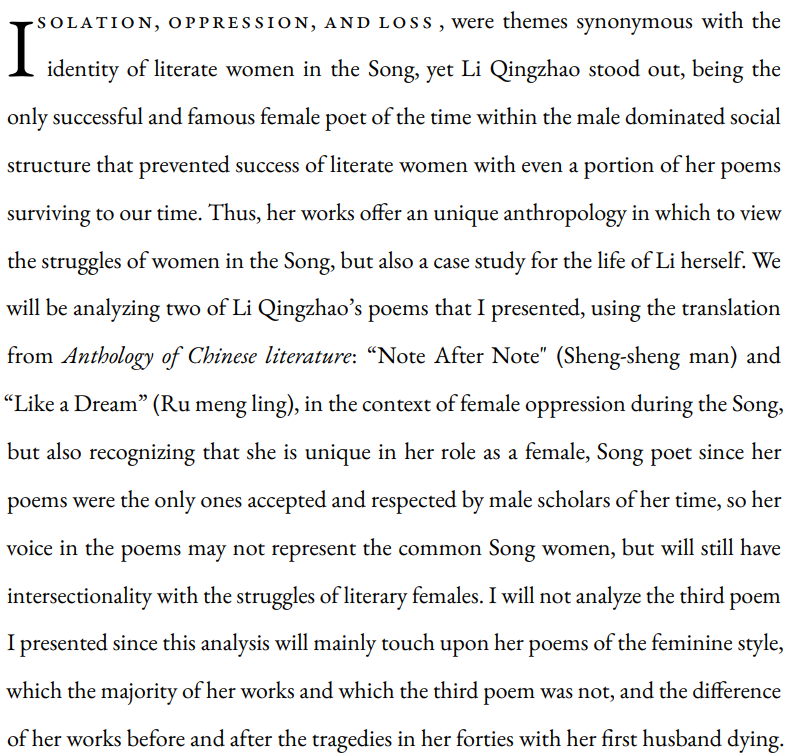 ISOLATION, OPPRESSION, AND LOSS , were themes synonymous with the
identity of literate women in the Song, yet Li Qingzhao stood out, being the
only successful and famous female poet of the time within the male dominated social
structure that prevented success of literate women with even a portion of her poems
surviving to our time. Thus, her works offer an unique anthropology in which to view
the struggles of women in the Song, but also a case study for the life of Li herself. We
will be analyzing two of Li Qingzhao’s poems that I presented, using the translation
from Anthology of Chinese literature: “Note After Note" (Sheng-sheng man) and
“Like a Dream” (Ru meng ling), in the context of female oppression during the Song,
but also recognizing that she is unique in her role as a female, Song poet since her
poems were the only ones accepted and respected by male scholars of her time, so her
voice in the poems may not represent the common Song women, but will still have
intersectionality with the struggles of literary females. I will not analyze the third poem
I presented since this analysis will mainly touch upon her poems of the feminine style,
which the majority of her works and which the third poem was not, and the difference
of her works before and after the tragedies in her forties with her first husband dying.